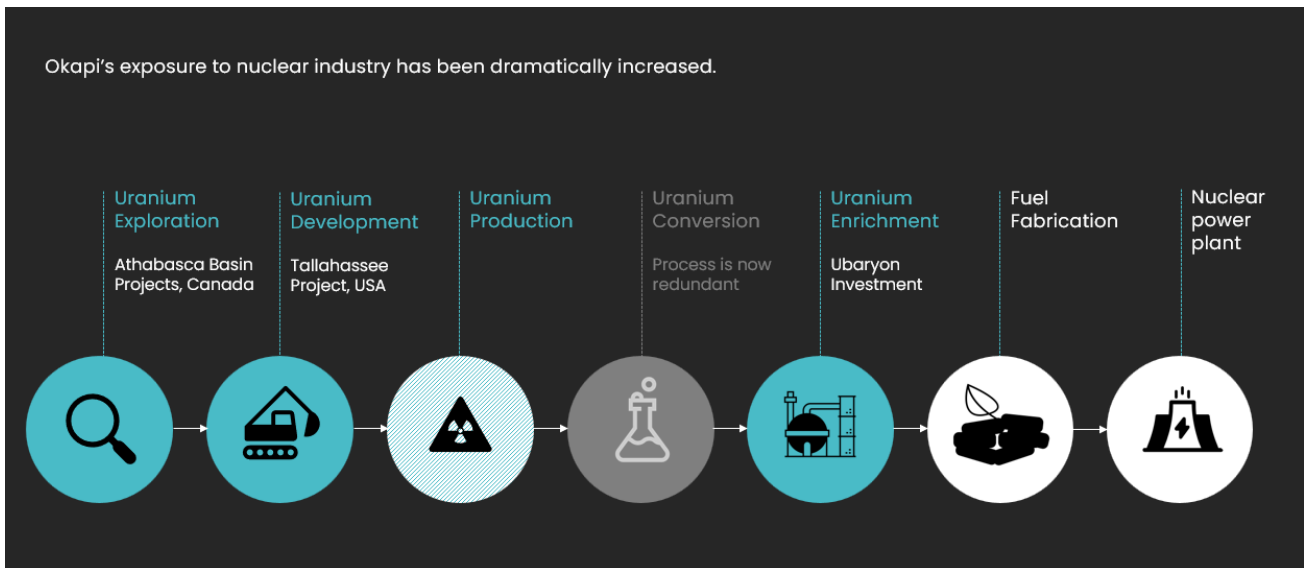 Okapi's exposure to nuclear industry has been dramatically increased.
Uranium
Exploration
Athabasca Basin
Projects, Canada
Uranium
Development
Tallahassee
Project, USA
Uranium
Production
Uranium
Conversion
Process is now
redundant
Uranium
Enrichment
Ubaryon
Investment
Fuel
Fabrication
Nuclear
power
plant